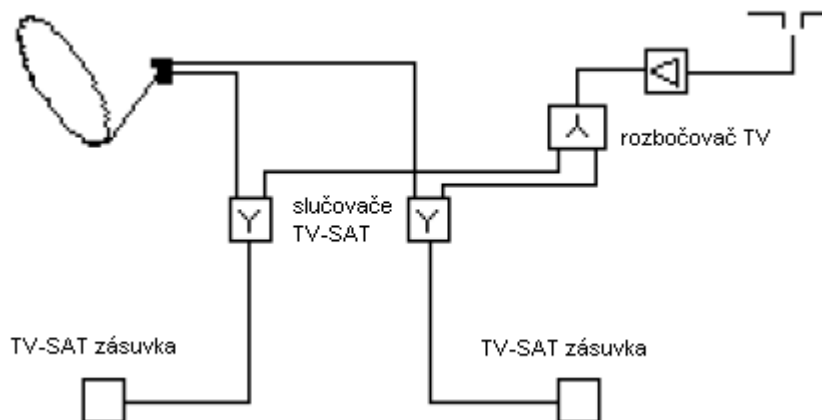 rozbočovač TV
slučovače
TV-SAT
TV-SAT zásuvka
TV-SAT zásuvka